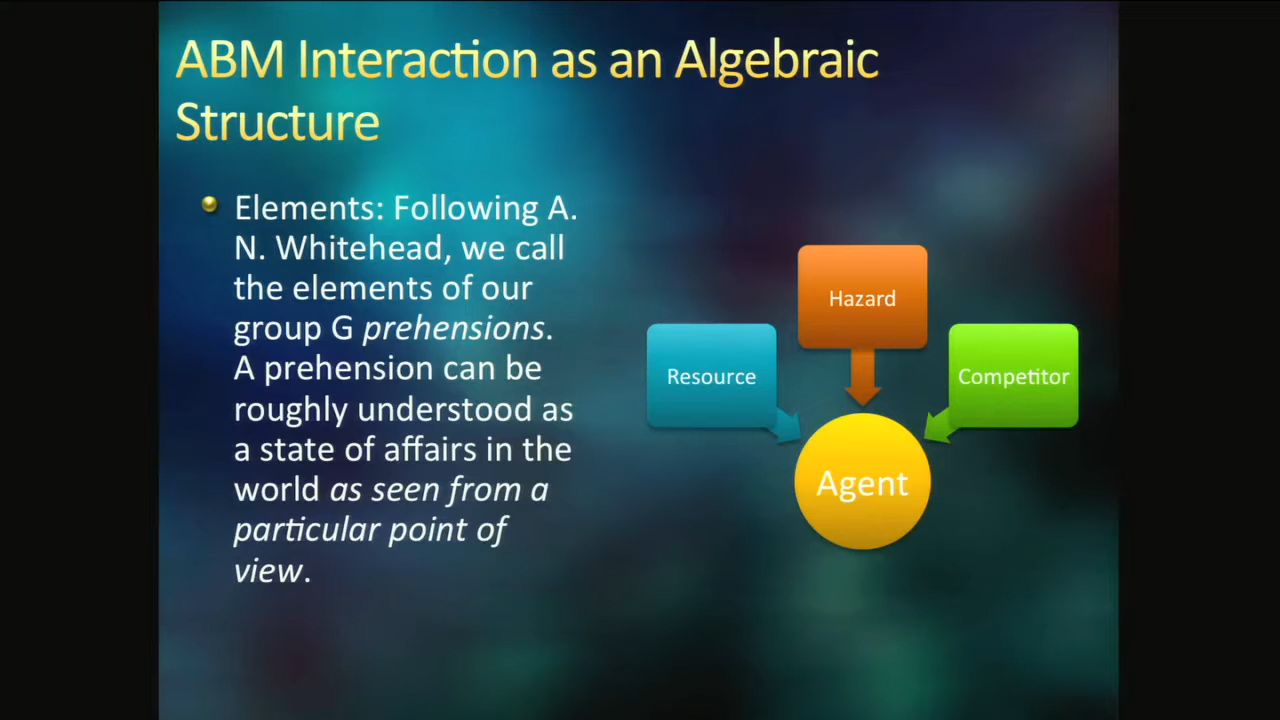 ABM Interaction as an Algebraic
Structure
Elements: Following A.
N. Whitehead, we call
the elements of our
group G prehensions.
A prehension can be
roughly understood as
a state of affairs in the
world as seen from a
particular point of
view.
Hazard
Resource
Competitor
Agent